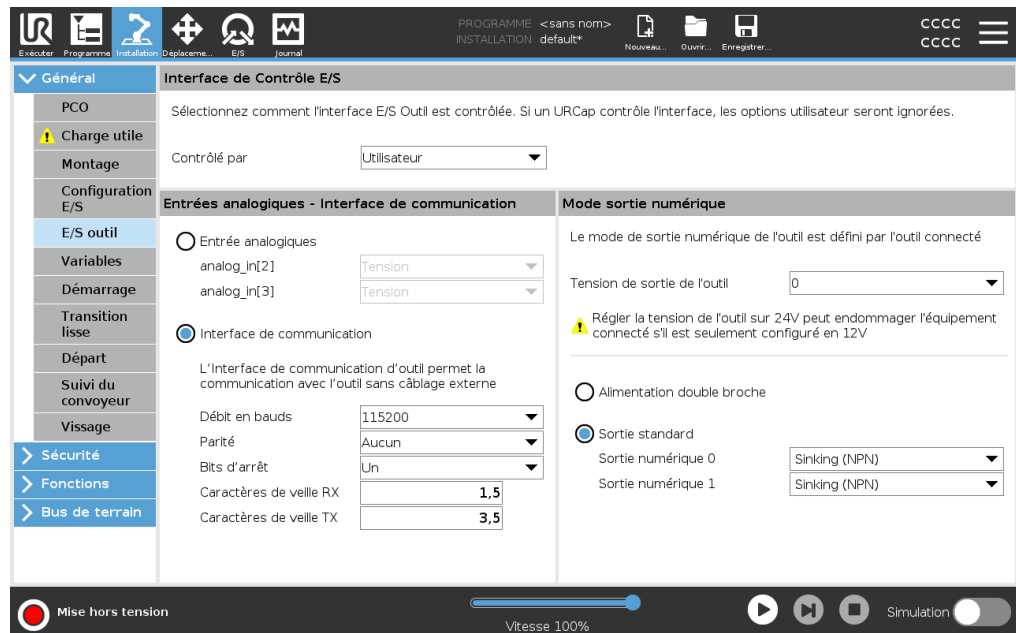 UR
PROGRAMME <sans nom>
INSTALLATION default*
CCCC
CCCC
Exécuter Programme Installation Déplaceme... E/S Journal
Nouveau... Ouvrir... Enregistrer...
Général
PCO
Charge utile
Montage
Configuration
E/S
E/S outil
Variables
Démarrage
Transition
lisse
Départ
Suivi du
convoyeur
Vissage
Sécurité
Fonctions
Bus de terrain
Interface de Contrôle E/S
Sélectionnez comment l'interface E/S Outil est contrôlée. Si un URCap contrôle l'interface, les options utilisateur seront ignorées.
Contrôlé par Utilisateur
Entrées analogiques - Interface de communication
Entrée analogiques
analog_in[2] Tension
analog_in[3] Tension
Interface de communication
L'Interface de communication d'outil permet la
communication avec l'outil sans câblage externe
Débit en bauds 115200
Parité Aucun
Bits d'arrêt Un
Caractères de veille RX 1,5
Caractères de veille TX 3,5
Mode sortie numérique
Le mode de sortie numérique de l'outil est défini par l'outil connecté
Tension de sortie de l'outil 0
Régler la tension de l'outil sur 24V peut endommager l'équipement
connecté s'il est seulement configuré en 12V
Alimentation double broche
Sortie standard
Sortie numérique 0 Sinking (NPN)
Sortie numérique 1 Sinking (NPN)
Mise hors tension
Vitesse 100%
Simulation